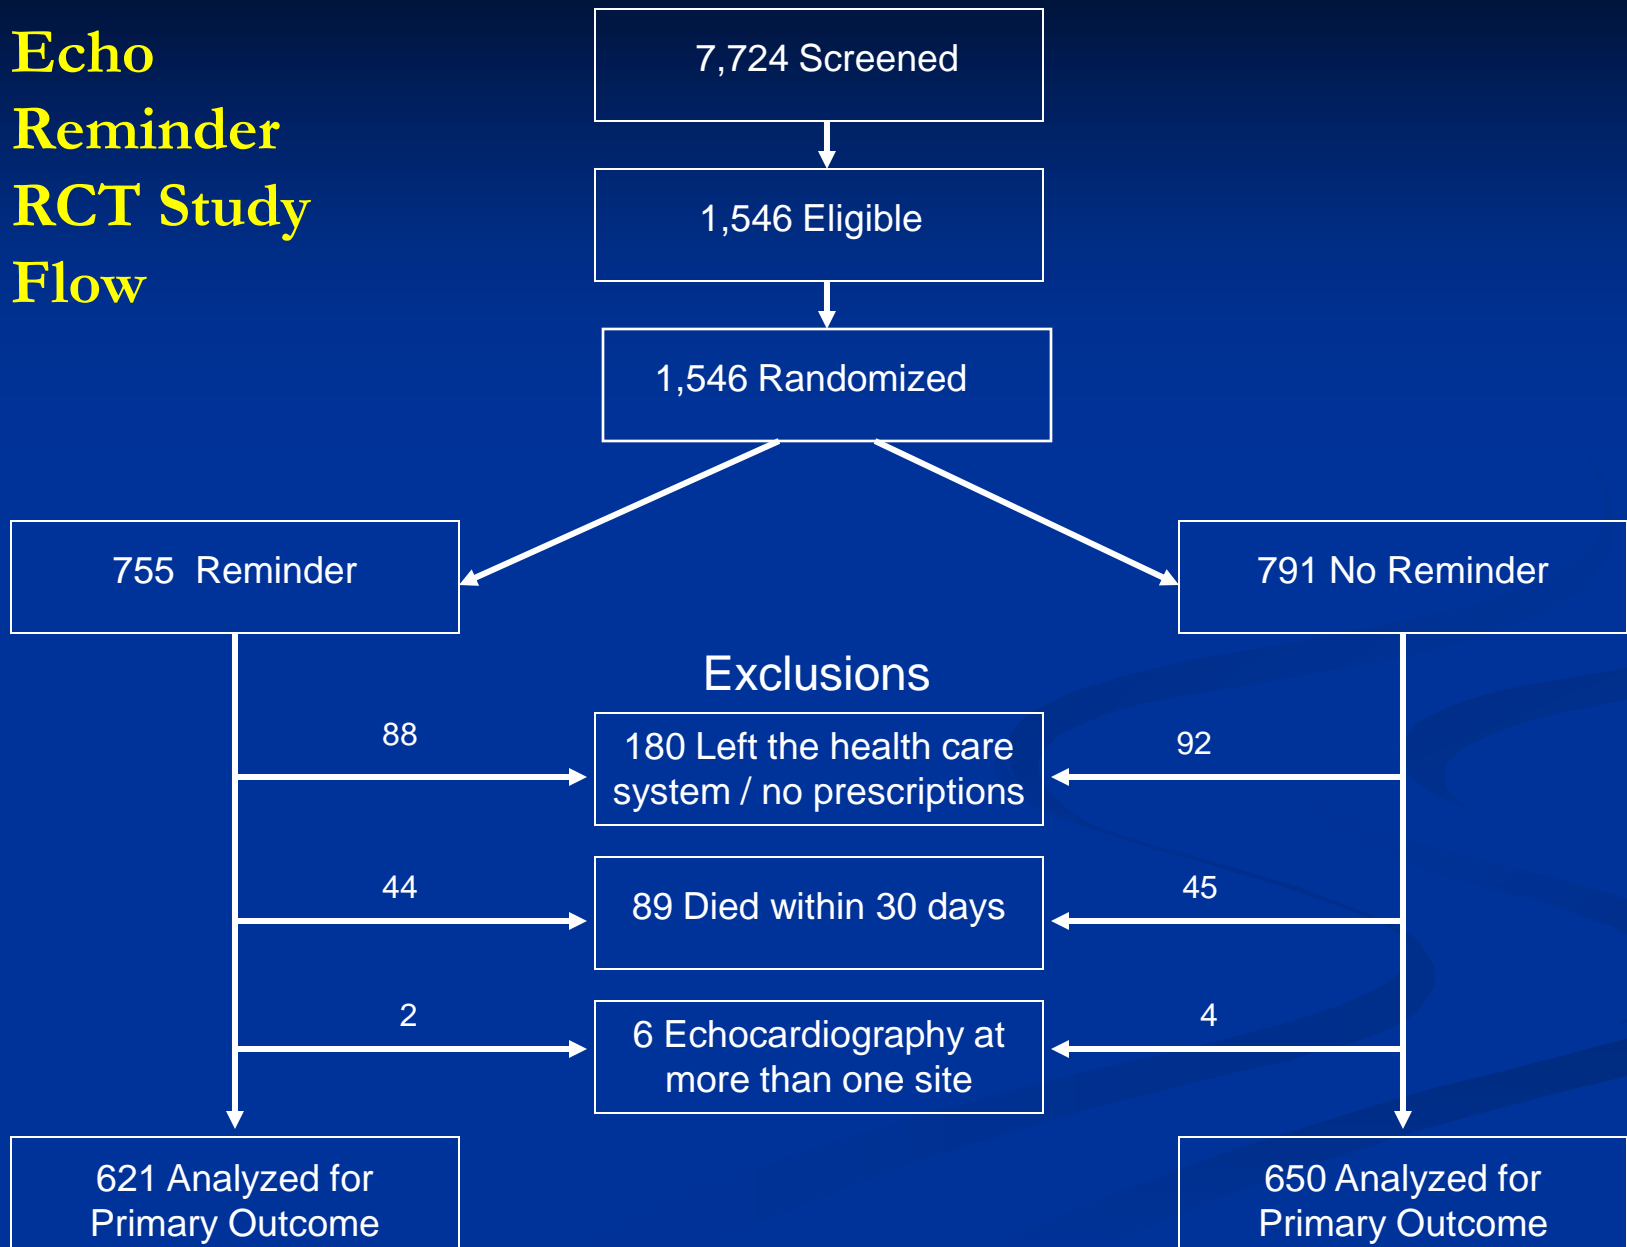 Echo
Reminder
RCT Study
Flow
7,724 Screened
1,546 Eligible
1,546 Randomized
755 Reminder
791 No Reminder
Exclusions
88
180 Left the health care
system / no prescriptions
92
44
89 Died within 30 days
45
2
6 Echocardiography at
more than one site
4
621 Analyzed for
Primary Outcome
650 Analyzed for
Primary Outcome